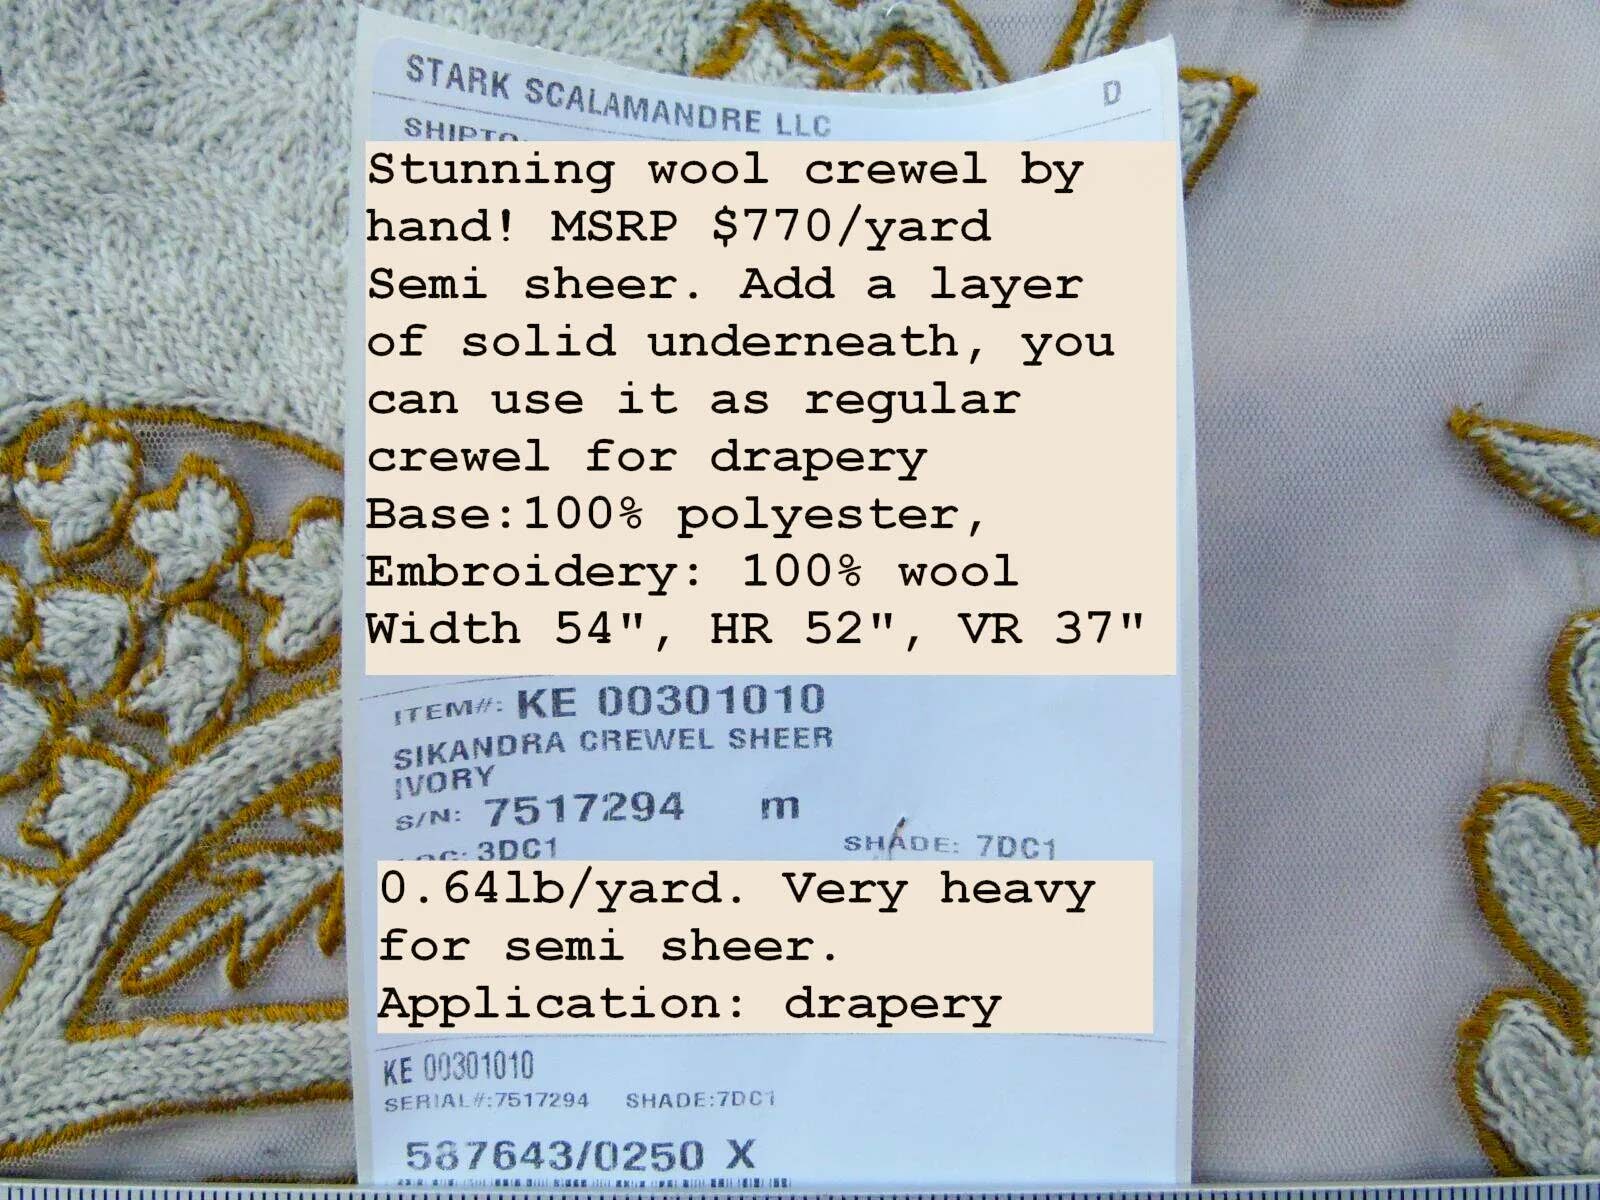 STARK SCALAMANDRE LLC
D
SHIPTO
Stunning wool crewel by
hand! MSRP $770/yard
Semi sheer. Add a layer
of solid underneath, you
can use it as regular
crewel for drapery
Base:100% polyester,
Embroidery: 100% wool
Width 54", HR 52", VR 37"
ITEM#: KE 00301010
SIKANDRA CREWEL SHEER
IVORY
S/N: 7517294 m
LOC: 3DC1 SHADE: 7DC1
0.64lb/yard. Very heavy
for semi sheer.
Application: drapery
KE 00301010
SERIAL#:7517294 SHADE:7DC1
587643/0250 X